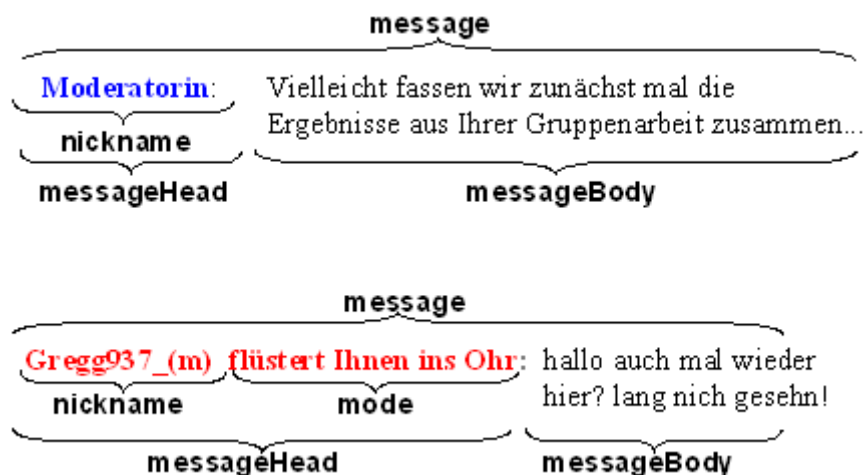 message
Moderatorin: Vielleicht fassen wir zunächst mal die
Ergebnisse aus Ihrer Gruppenarbeit zusammen...
nickname
messageHead messageBody
message
Gregg937_(m) flüstert Ihnen ins Ohr: hallo auch mal wieder
hier? lang nich gesehn!
nickname mode
messageHead messageBody